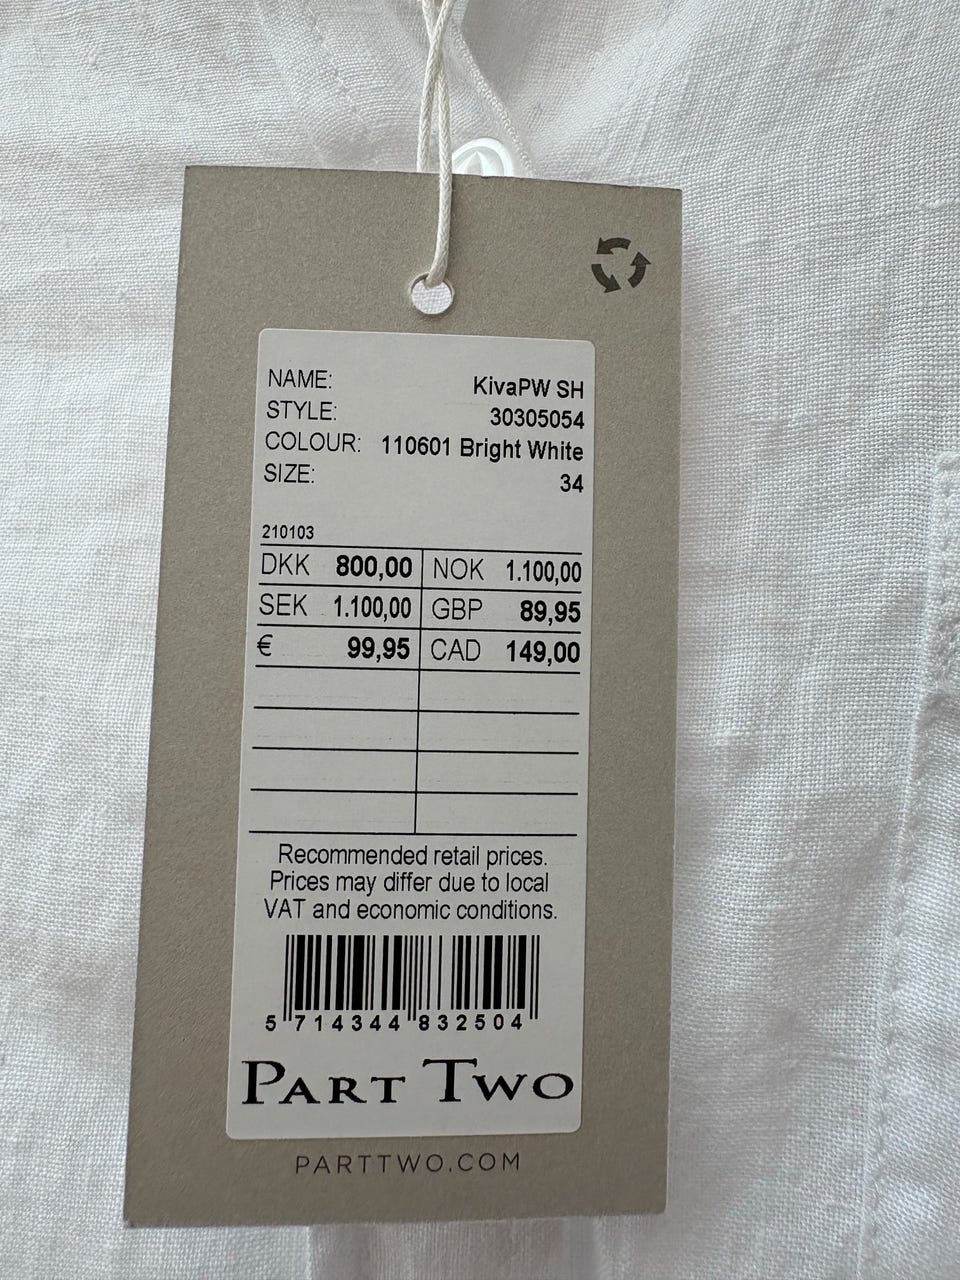 NAME: KivaPW SH
STYLE: 30305054
COLOUR: 110601 Bright White
SIZE: 34
210103
DKK 800,00 NOK 1.100,00
SEK 1.100,00 GBP 89,95
€ 99,95 CAD 149,00
Recommended retail prices.
Prices may differ due to local
VAT and economic conditions.
5 714344 832504
PART TWO
PARTTWO.COM